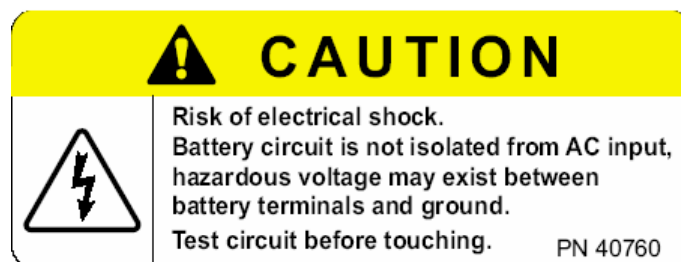 CAUTION
Risk of electrical shock.
Battery circuit is not isolated from AC input,
hazardous voltage may exist between
battery terminals and ground.
Test circuit before touching.
PN 40760